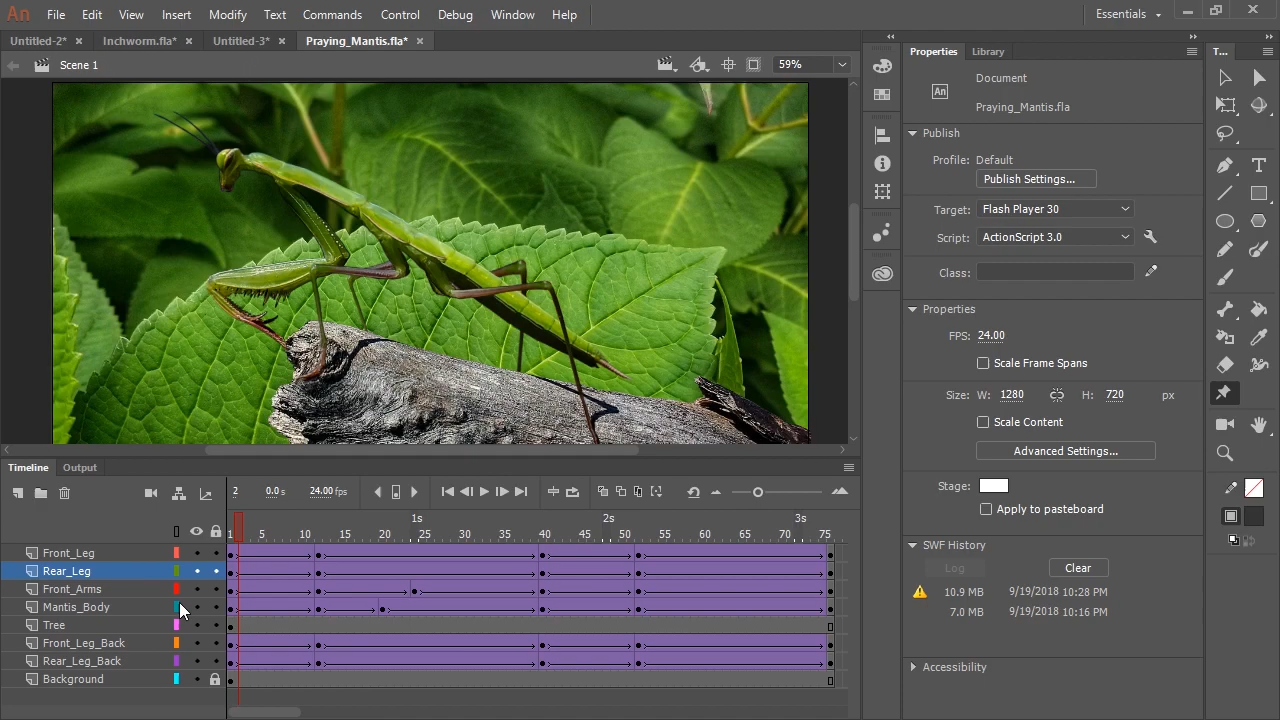 An File Edit View Insert Modify Text Commands Control Debug Window Help Essentials
Untitled-2* Inchworm.fla* Untitled-3* Praying_Mantis.fla*
Scene 1 59%
Properties Library T...
Document
An Praying_Mantis.fla
Publish
Profile: Default
Publish Settings...
Target: Flash Player 30
Script: ActionScript 3.0
Class:
Properties
FPS: 24.00
Scale Frame Spans
Size: W: 1280 H: 720 px
Scale Content
Advanced Settings...
Stage:
Apply to pasteboard
SWF History
Log Clear
10.9 MB 9/19/2018 10:28 PM
7.0 MB 9/19/2018 10:16 PM
Accessibility
Timeline Output
2 0.0 s 24.00 fps
1s 2s 3s
1 5 10 15 20 25 30 35 40 45 50 55 60 65 70 75
Front_Leg
Rear_Leg
Front_Arms
Mantis_Body
Tree
Front_Leg_Back
Rear_Leg_Back
Background